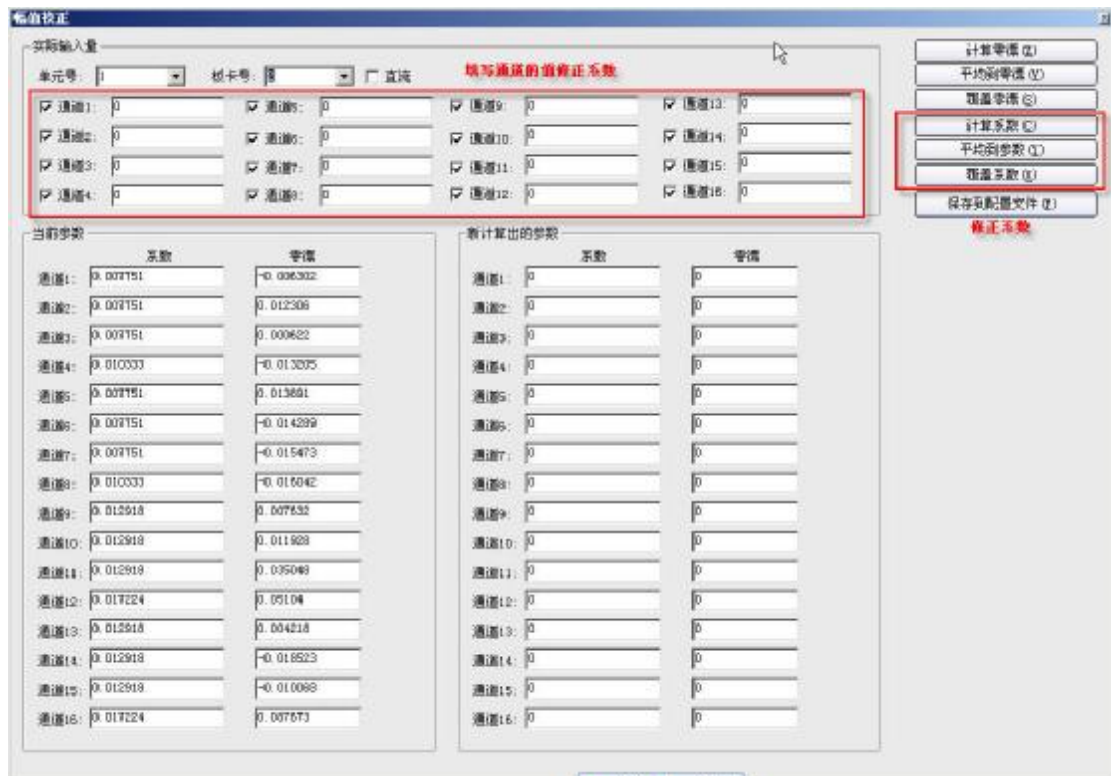 幅值校正
实际输入量
单元号: 1 板卡号: 直流 填写通道的值修正系数
通道1: 0 通道5: 0 通道9: 0 通道13: 0
通道2: 0 通道6: 0 通道10: 0 通道14: 0
通道3: 0 通道7: 0 通道11: 0 通道15: 0
通道4: 0 通道8: 0 通道12: 0 通道16: 0
计算零漂(Z)
平均到零漂(V)
覆盖零漂(S)
计算系数(C)
平均到参数(T)
覆盖系数
保存到配置文件
修正系数
当前参数
系数 零漂
通道1: 0.007751 -0.006302
通道2: 0.007751 0.012306
通道3: 0.007751 0.000622
通道4: 0.010333 -0.013205
通道5: 0.007751 0.013691
通道6: 0.007751 -0.014289
通道7: 0.007751 -0.015473
通道8: 0.010333 -0.016042
通道9: 0.012918 0.007632
通道10: 0.012918 0.011928
通道11: 0.012918 0.035048
通道12: 0.017224 0.05104
通道13: 0.012918 0.004218
通道14: 0.012918 -0.018523
通道15: 0.012918 -0.010068
通道16: 0.017224 0.007673
新计算出的参数
系数 零漂
通道1: 0 0
通道2: 0 0
通道3: 0 0
通道4: 0 0
通道5: 0 0
通道6: 0 0
通道7: 0 0
通道8: 0 0
通道9: 0 0
通道10: 0 0
通道11: 0 0
通道12: 0 0
通道13: 0 0
通道14: 0 0
通道15: 0 0
通道16: 0 0